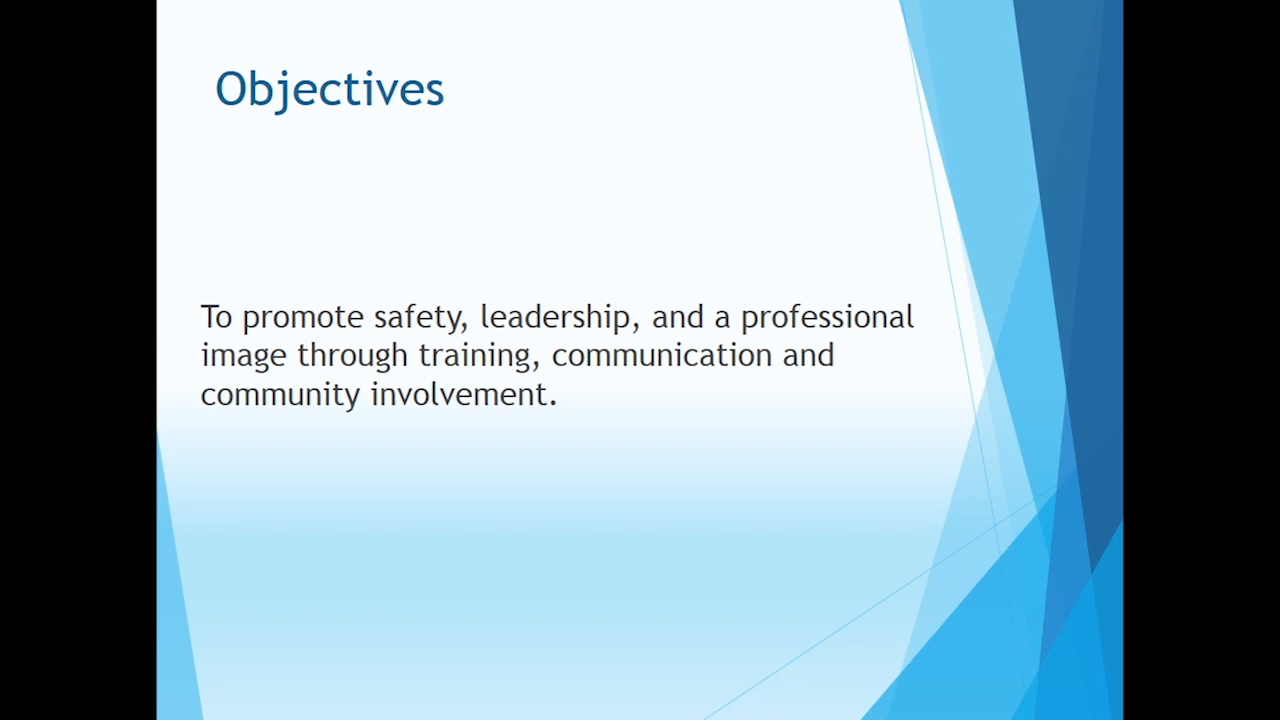 Objectives
To promote safety, leadership, and a professional
image through training, communication and
community involvement.